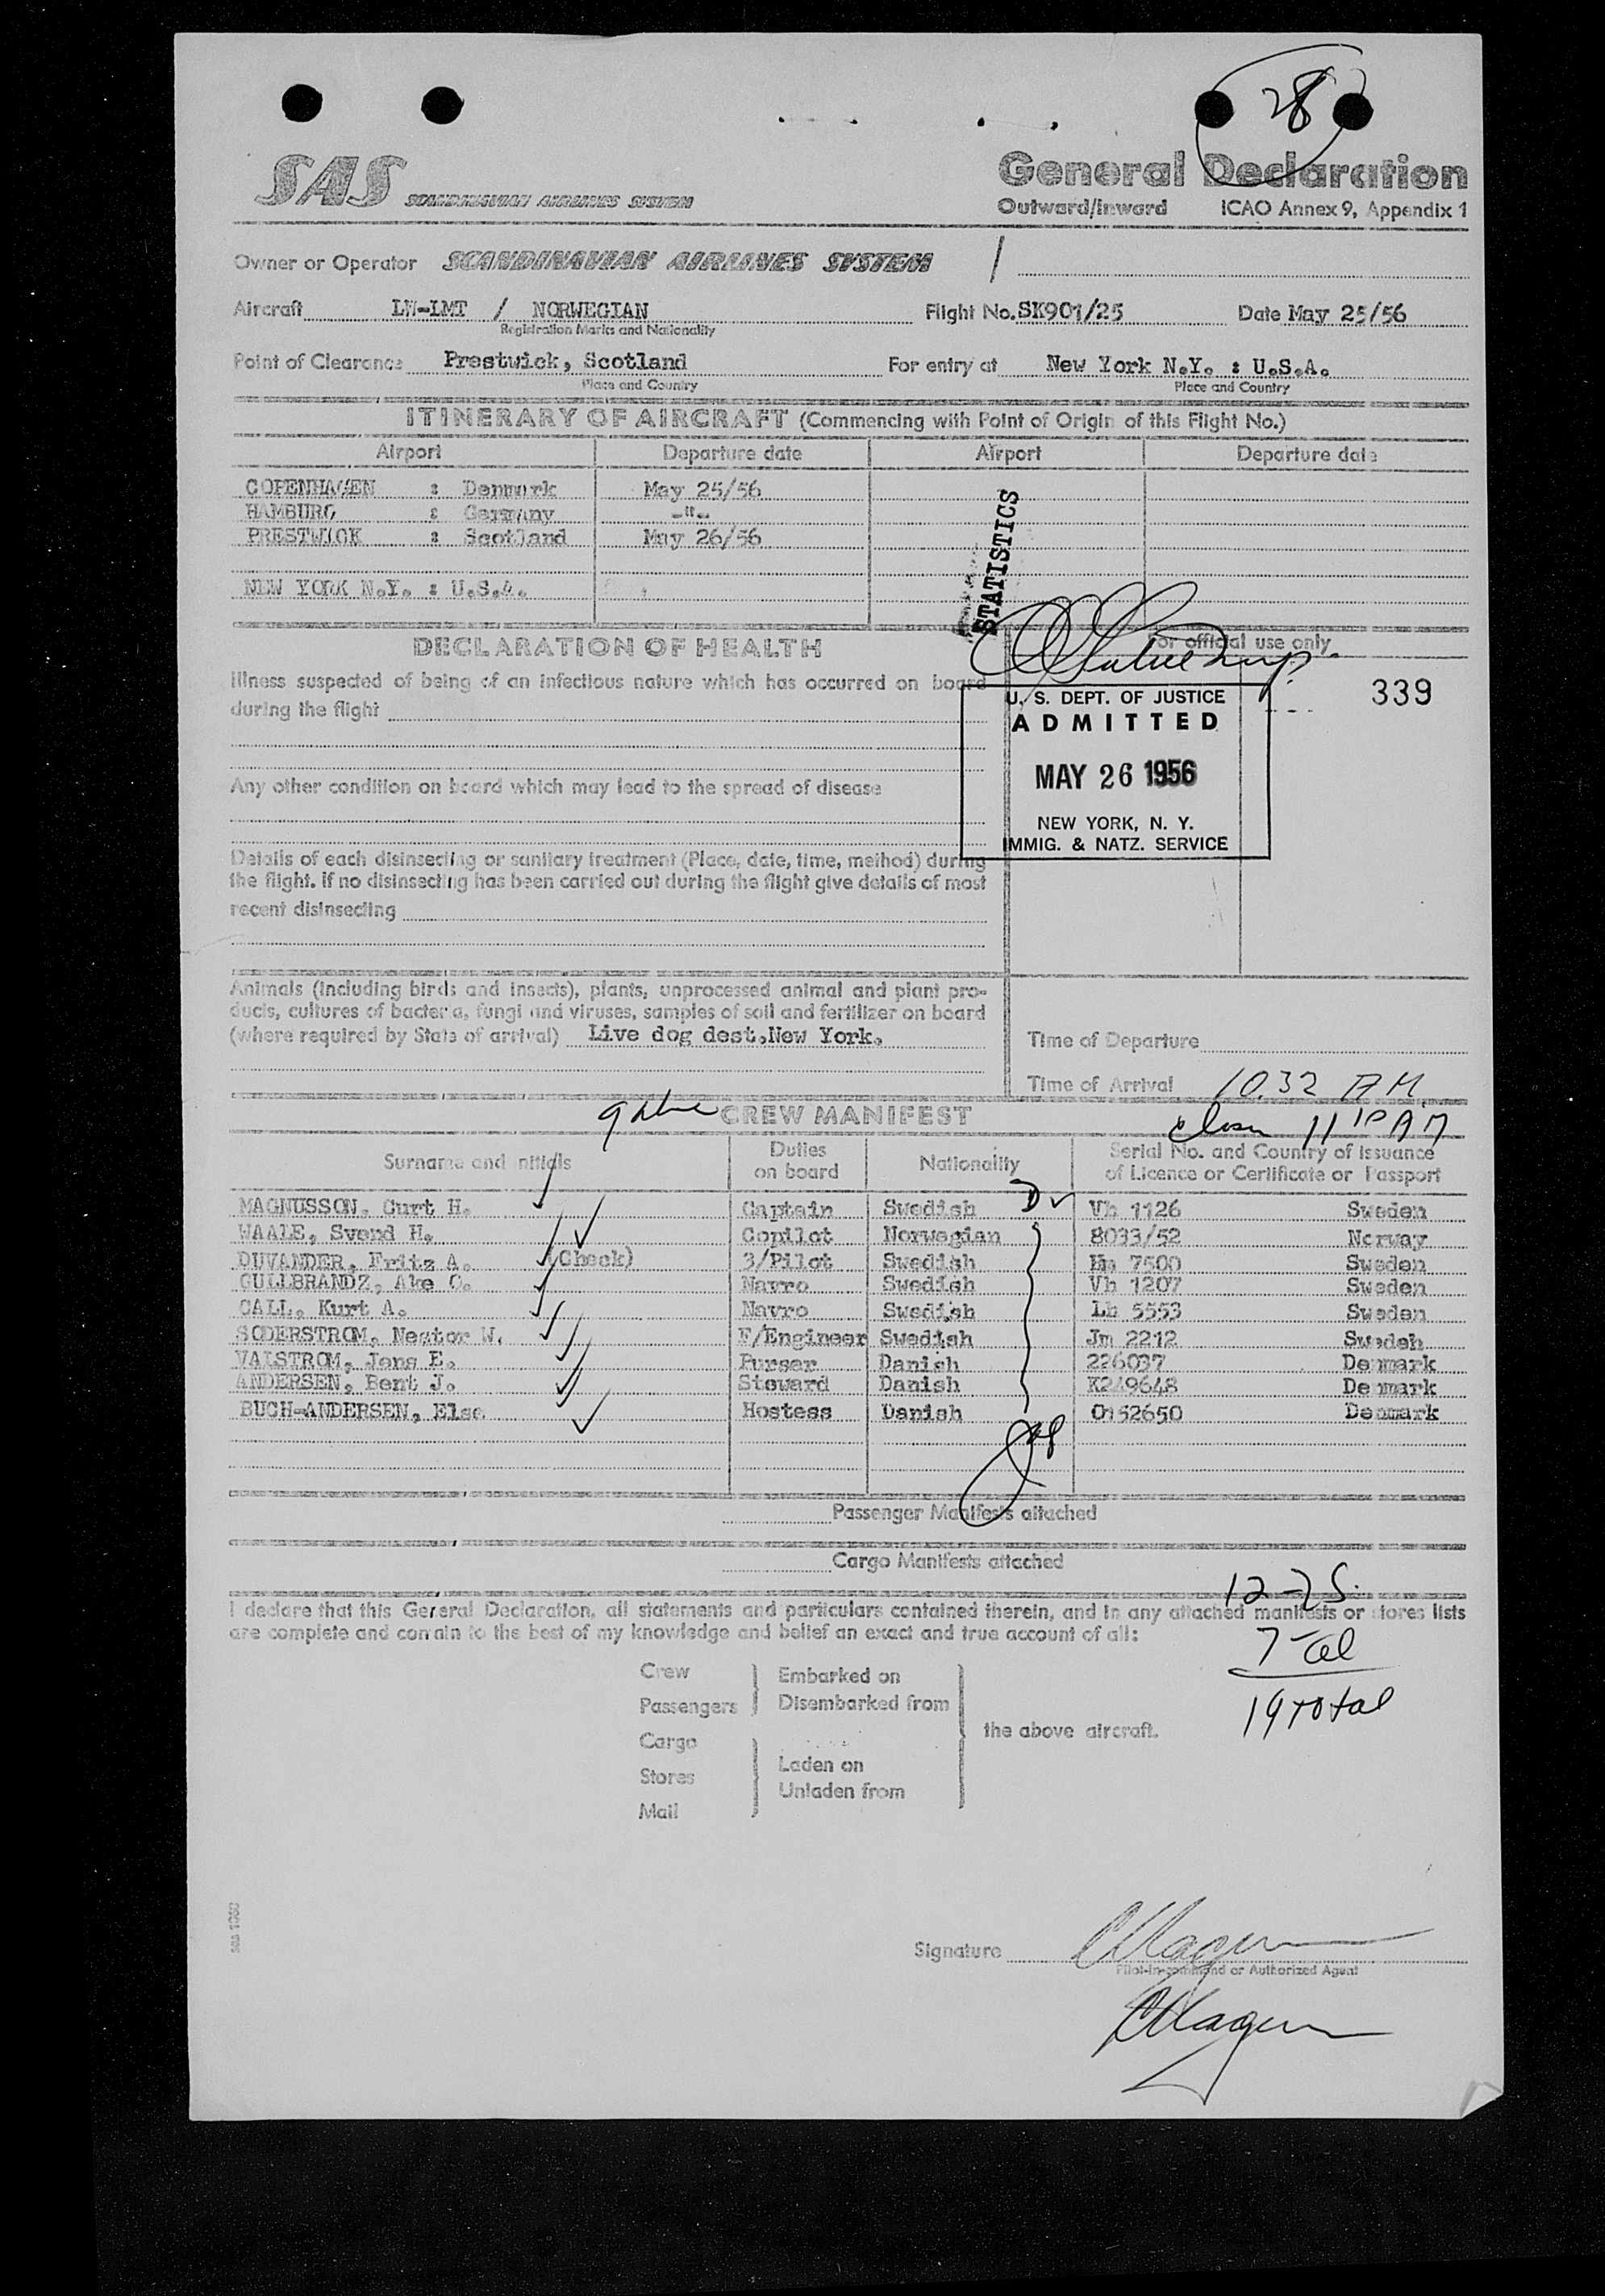 28
SAS SCANDINAVIAN AIRLINES SYSTEM
General Declaration
Outward/Inward ICAO Annex 9, Appendix 1
Owner or Operator SCANDINAVIAN AIRLINES SYSTEM /
Aircraft LN-LMT / NORWEGIAN Flight No. SK901/25 Date May 25/56
Registration Marks and Nationality
Point of Clearance Prestwick, Scotland For entry at New York N.Y. : U.S.A.
Place and Country Place and Country
ITINERARY OF AIRCRAFT (Commencing with Point of Origin of this Flight No.)
Airport Departure date Airport Departure date
COPENHAGEN : Denmark May 25/56
HAMBURG : Germany -"-
PRESTWICK : Scotland May 26/56
NEW YORK N.Y. : U.S.A.
STATISTICS
DECLARATION OF HEALTH
For official use only
Illness suspected of being of an infectious nature which has occurred on board
during the flight
339
U. S. DEPT. OF JUSTICE
ADMITTED
MAY 26 1956
NEW YORK, N. Y.
IMMIG. & NATZ. SERVICE
Any other condition on board which may lead to the spread of disease
Details of each disinsecting or sanitary treatment (Place, date, time, method) during
the flight. If no disinsecting has been carried out during the flight give details of most
recent disinsecting
Animals (including birds and insects), plants, unprocessed animal and plant pro-
ducts, cultures of bacteria, fungi and viruses, samples of soil and fertilizer on board
(where required by State of arrival) Live dog dest.New York.
Time of Departure
Time of Arrival 10.32 AM
CREW MANIFEST
11 10 AM
Surname and initials Duties on board Nationality Serial No. and Country of Issuance of Licence or Certificate or Passport
MAGNUSSON, Curt H. Captain Swedish D Vh 1126 Sweden
WAALE, Svend H. Copilot Norwegian 8033/52 Norway
DUVANDER, Fritz A. (Check) 3/Pilot Swedish 7500 Sweden
GULLBRANDZ, Ake O. Navro Swedish Vh 1207 Sweden
CALL, Kurt A. Navro Swedish Lh 5553 Sweden
SODERSTROM, Nestor W. F/Engineer Swedish Jm 2212 Swedeh
VALSTROM, Jens E. Purser Danish 226037 Denmark
ANDERSEN, Bent J. Steward Danish K249648 Denmark
BUCH-ANDERSEN, Else Hostess Danish 0152650 Denmark
Passenger Manifests attached
Cargo Manifests attached
12-25.
I declare that this General Declaration, all statements and particulars contained therein, and in any attached manifests or stores lists
are complete and contain to the best of my knowledge and belief an exact and true account of all:
7
19 total
Crew
Passengers
Embarked on
Disembarked from
the above aircraft.
Cargo
Stores
Mail
Laden on
Unladen from
Signature
Pilot-in-command or Authorized Agent